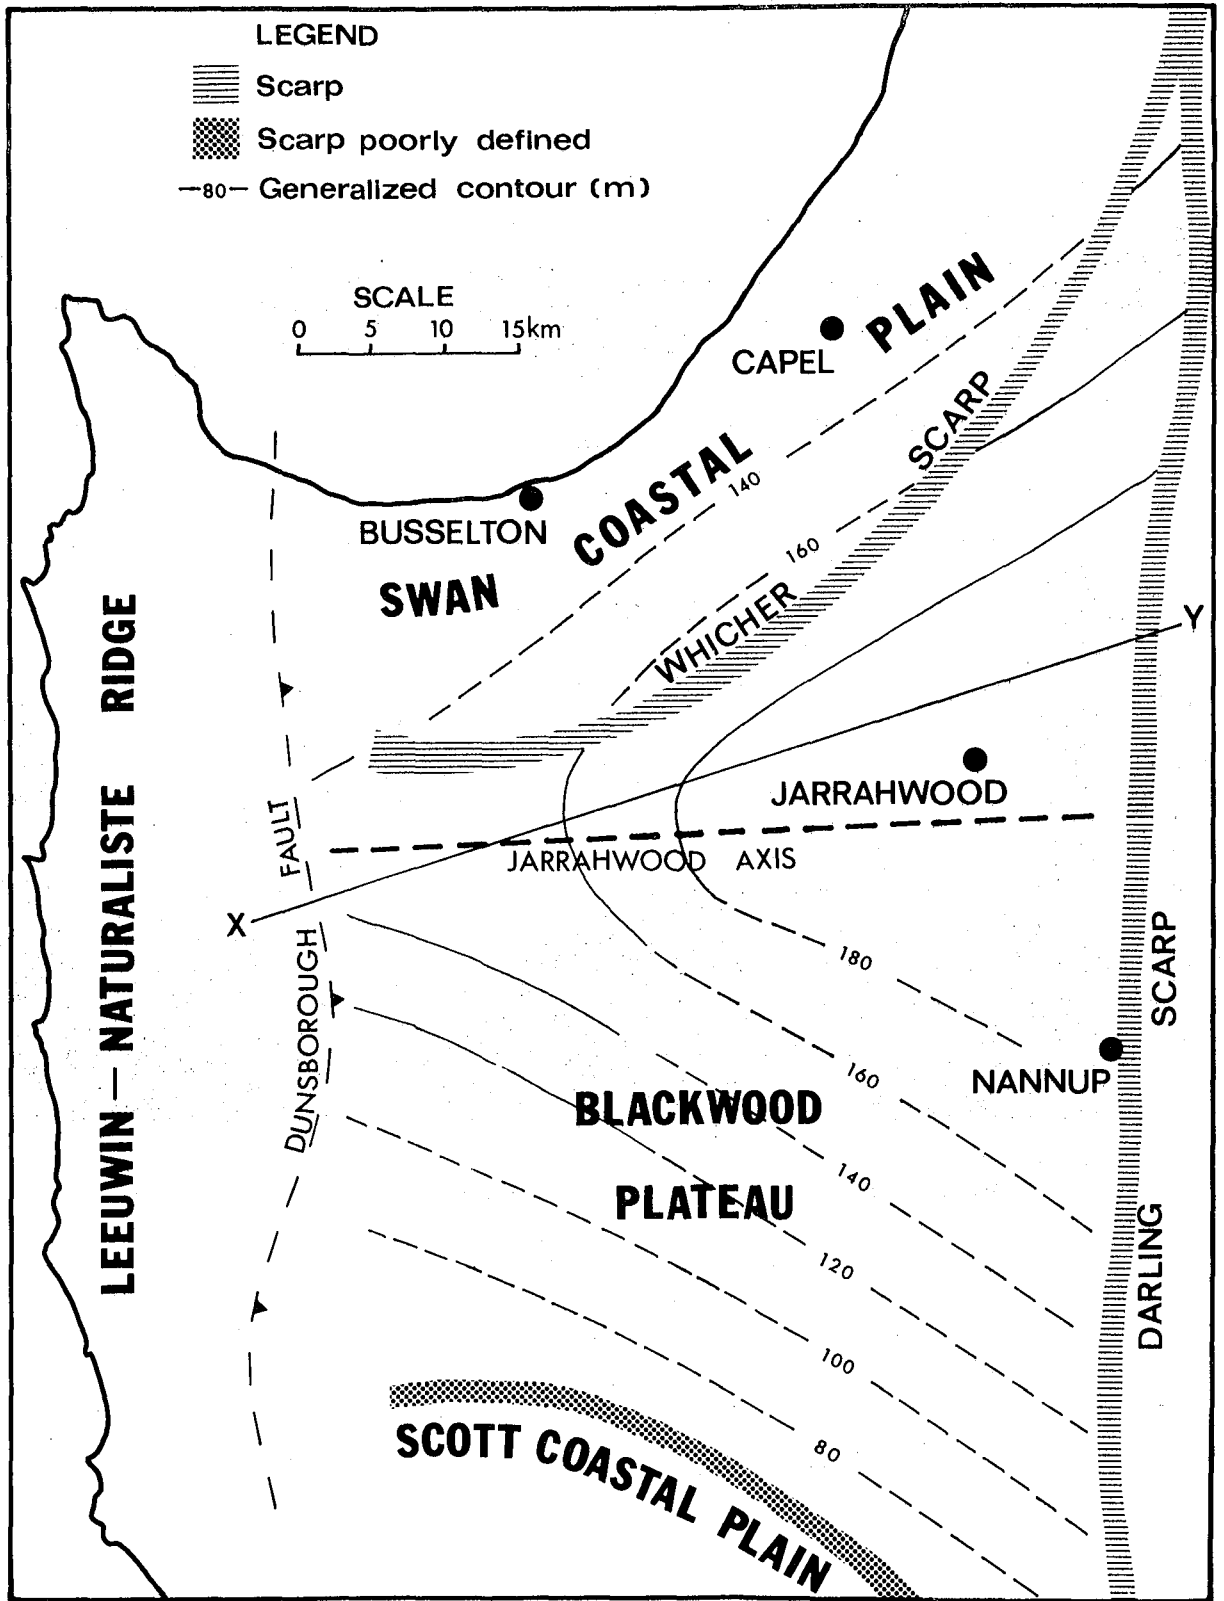 LEGEND
Scarp
Scarp poorly defined
—80— Generalized contour (m)
SCALE
0 5 10 15km
CAPEL
PLAIN
SCARP
COASTAL
140
BUSSELTON
160
SWAN
WHICHER
Y
LEEUWIN — NATURALISTE RIDGE
JARRAHWOOD
FAULT
JARRAHWOOD AXIS
X
180
SCARP
DUNSBOROUGH
160
NANNUP
BLACKWOOD
140
PLATEAU
DARLING
120
100
80
SCOTT COASTAL PLAIN